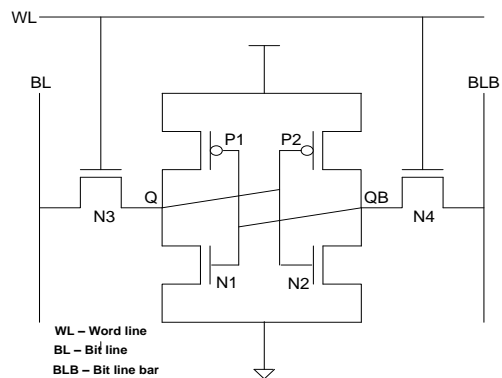 WL
BL
BLB
P1
P2
Q
QB
N3
N4
N1
N2
WL – Word line
BL – Bit line
BLB – Bit line bar